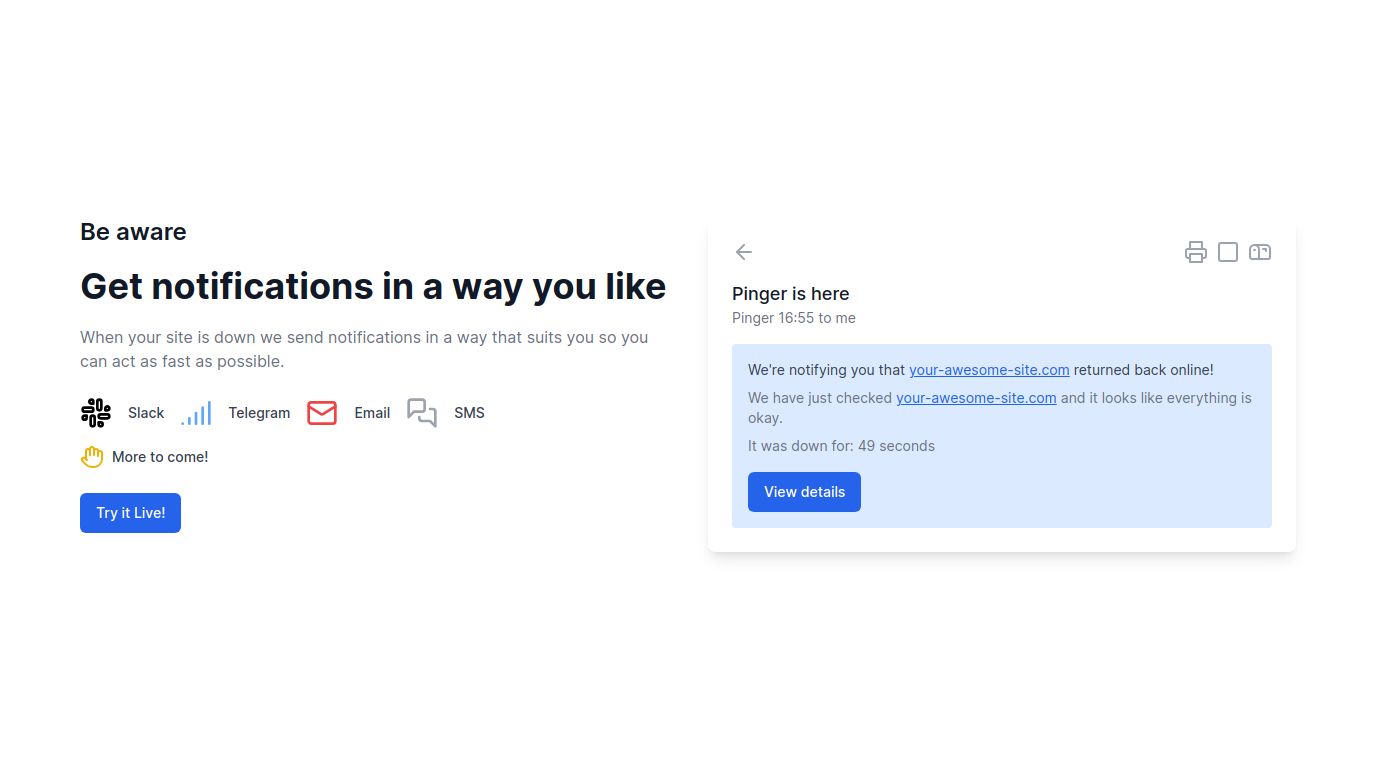 Be aware
Get notifications in a way you like
When your site is down we send notifications in a way that suits you so you
can act as fast as possible.
Slack Telegram Email SMS
More to come!
Try it Live!
Pinger is here
Pinger 16:55 to me
We're notifying you that your-awesome-site.com returned back online!
We have just checked your-awesome-site.com and it looks like everything is
okay.
It was down for: 49 seconds
View details